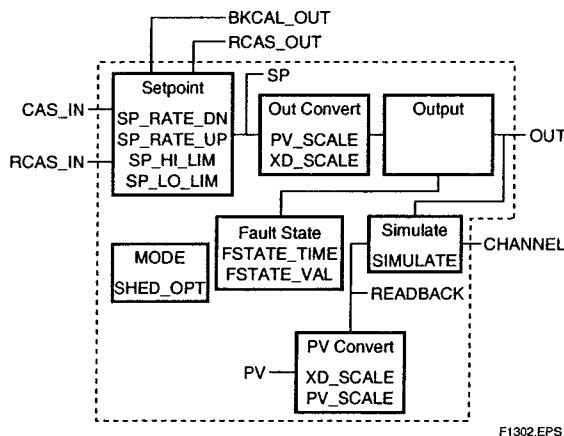 BKCAL_OUT
RCAS_OUT
SP
CAS_IN
RCAS_IN
Setpoint
SP_RATE_DN
SP_RATE_UP
SP_HI_LIM
SP_LO_LIM
Out Convert
PV_SCALE
XD_SCALE
Output
OUT
MODE
SHED_OPT
Fault State
FSTATE_TIME
FSTATE_VAL
Simulate
SIMULATE
CHANNEL
READBACK
PV
PV Convert
XD_SCALE
PV_SCALE
F1302.EPS